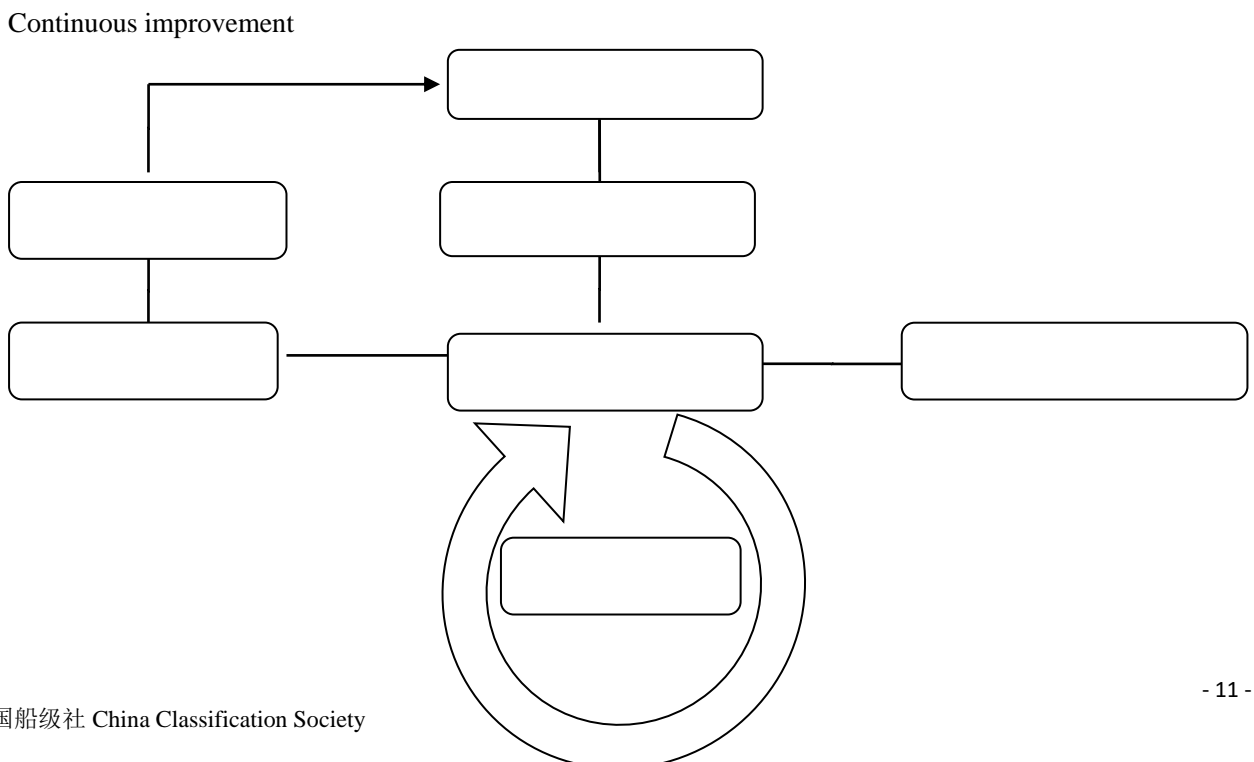 Continuous improvement
- 11 -
国船级社 China Classification Society